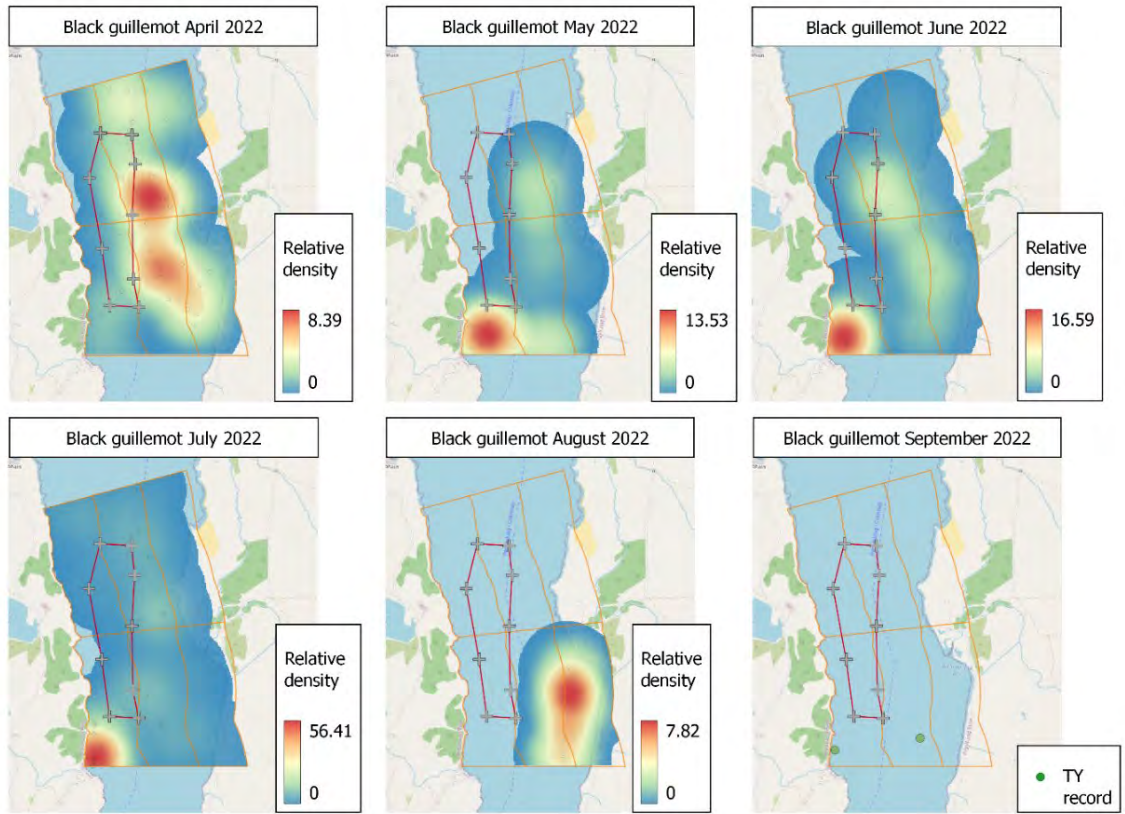 Black guillemot April 2022
Black guillemot May 2022
Black guillemot June 2022
Relative
density
8.39
0
Relative
density
13.53
0
Relative
density
16.59
0
Black guillemot July 2022
Black guillemot August 2022
Black guillemot September 2022
Relative
density
56.41
0
Relative
density
7.82
0
TY
record